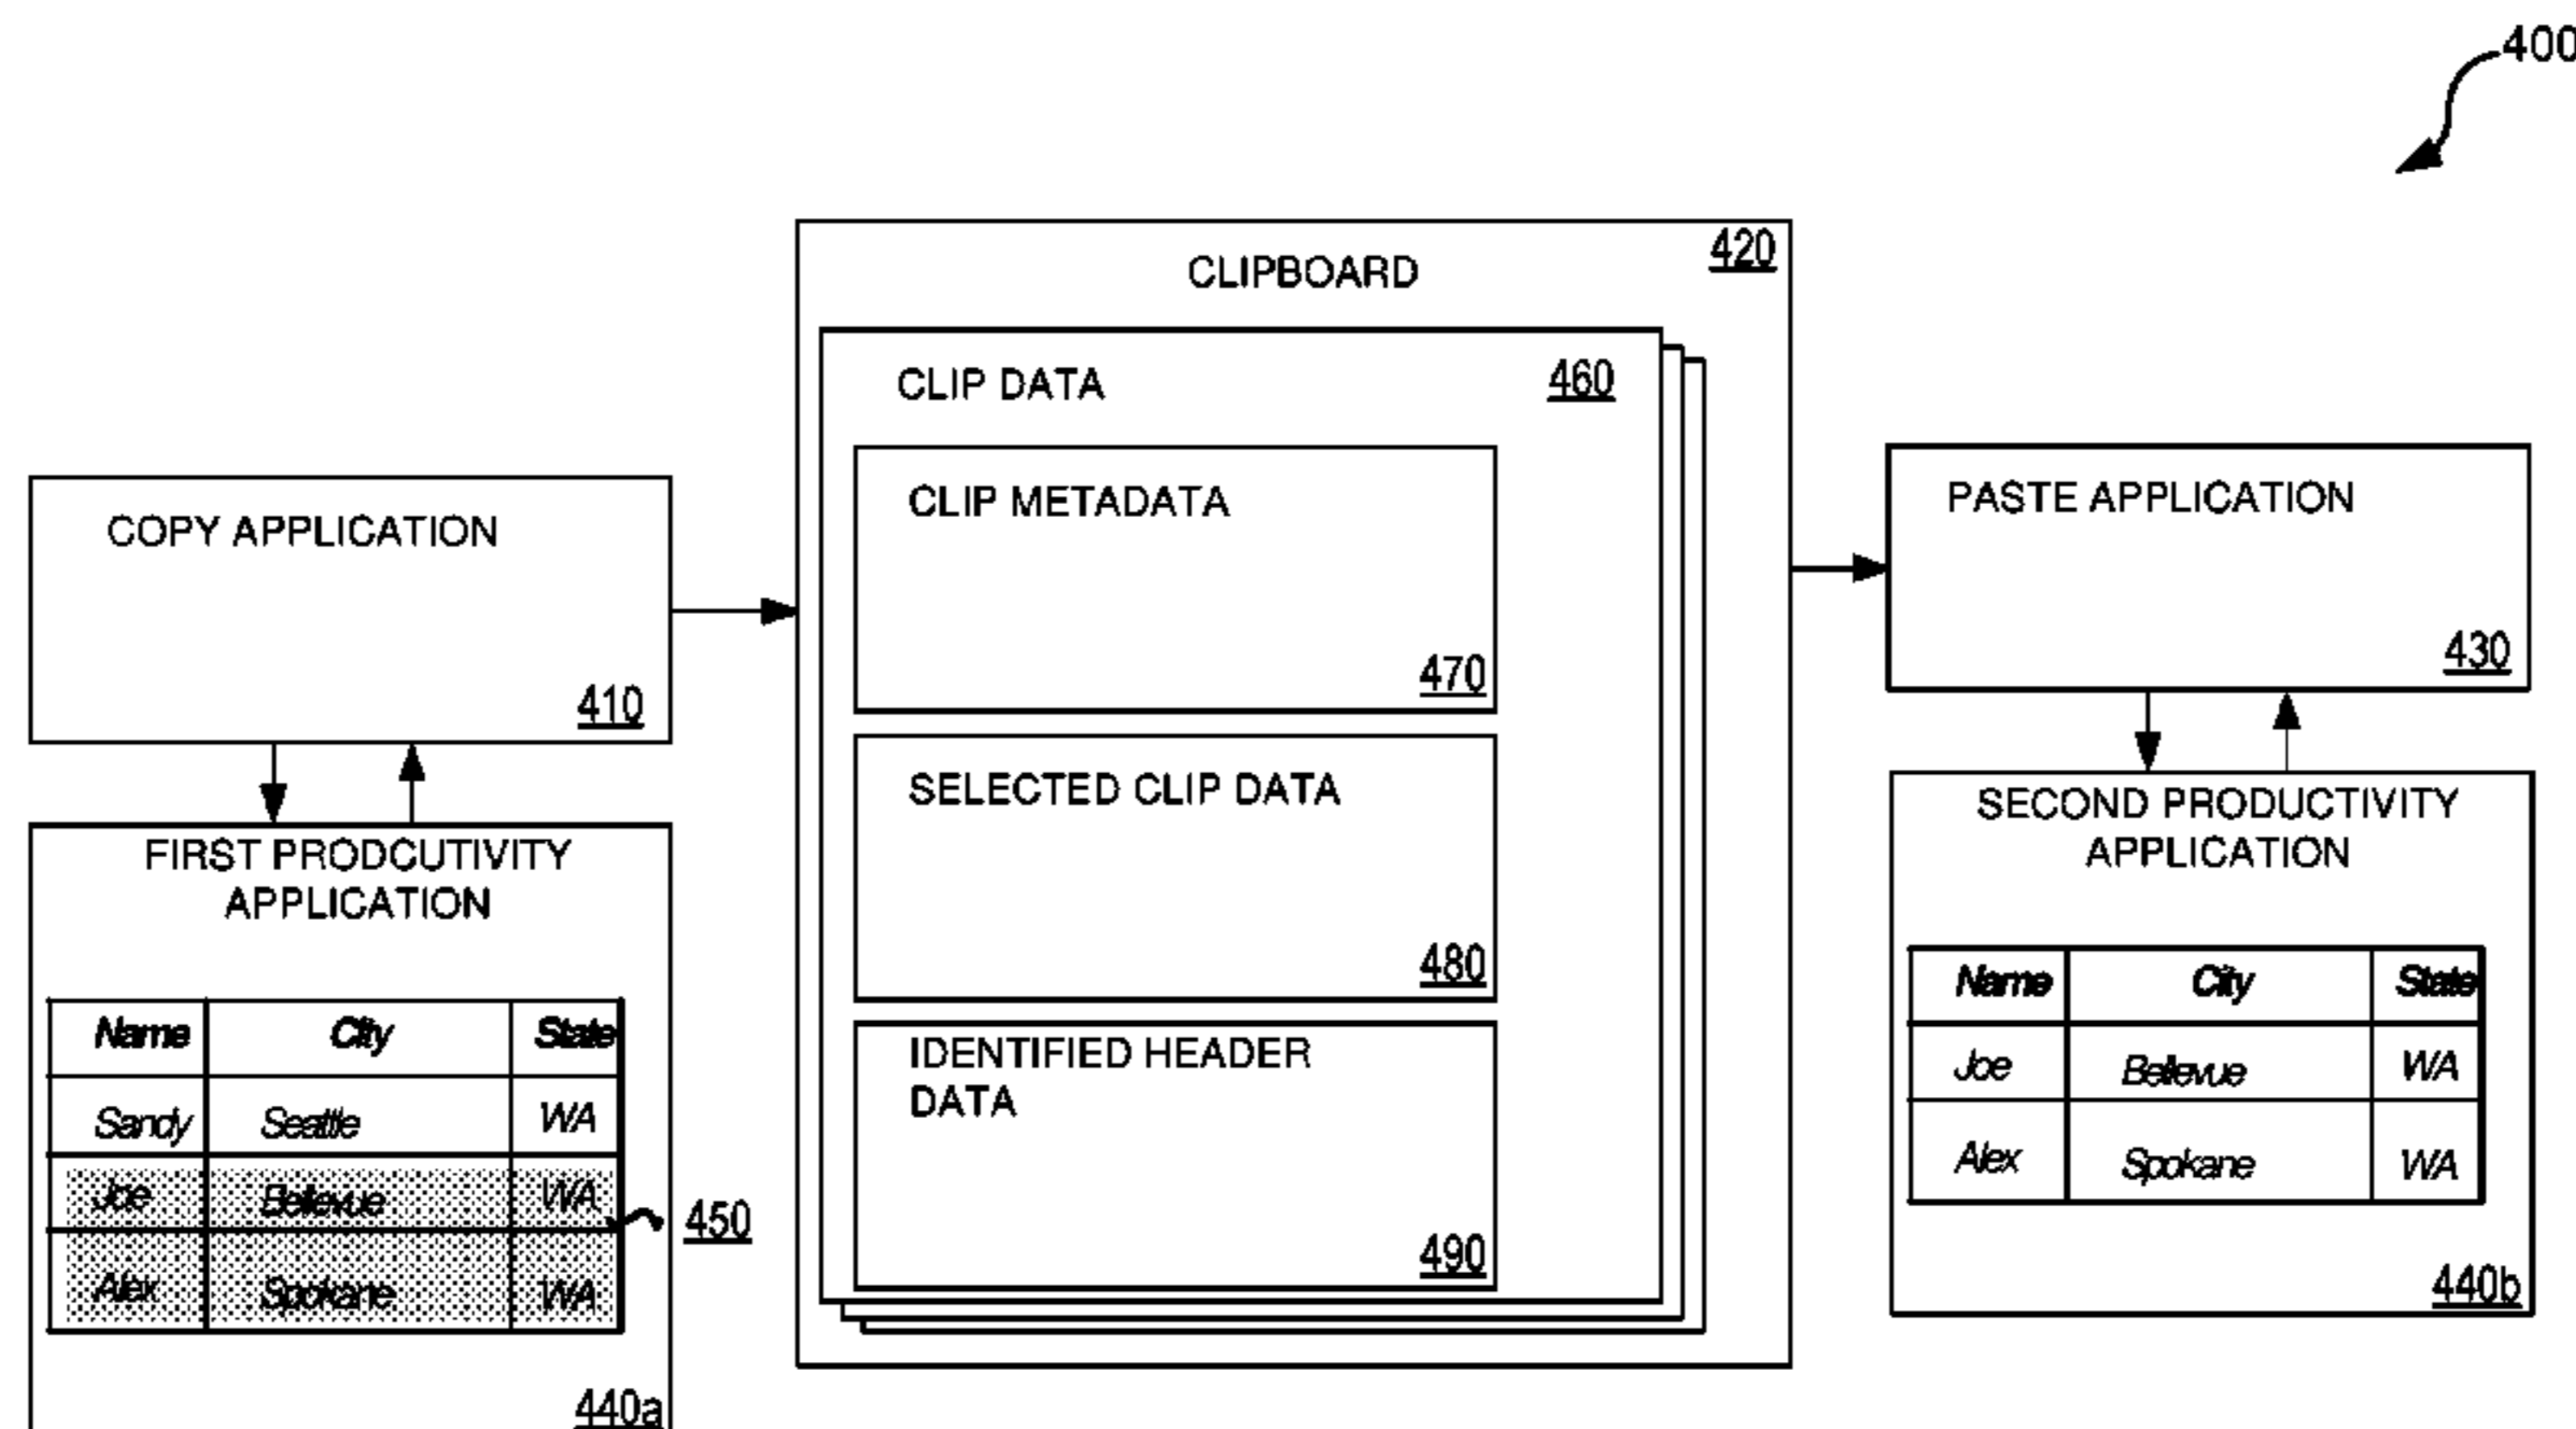 400
CLIPBOARD
420
CLIP DATA
460
CLIP METADATA
470
SELECTED CLIP DATA
480
IDENTIFIED HEADER
DATA
490
COPY APPLICATION
410
FIRST PRODCUTIVITY
APPLICATION
Name City State
Sandy Seattle WA
Joe Bellevue WA
Alex Spokane WA
450
440a
PASTE APPLICATION
430
SECOND PRODUCTIVITY
APPLICATION
Name City State
Joe Bellevue WA
Alex Spokane WA
440b